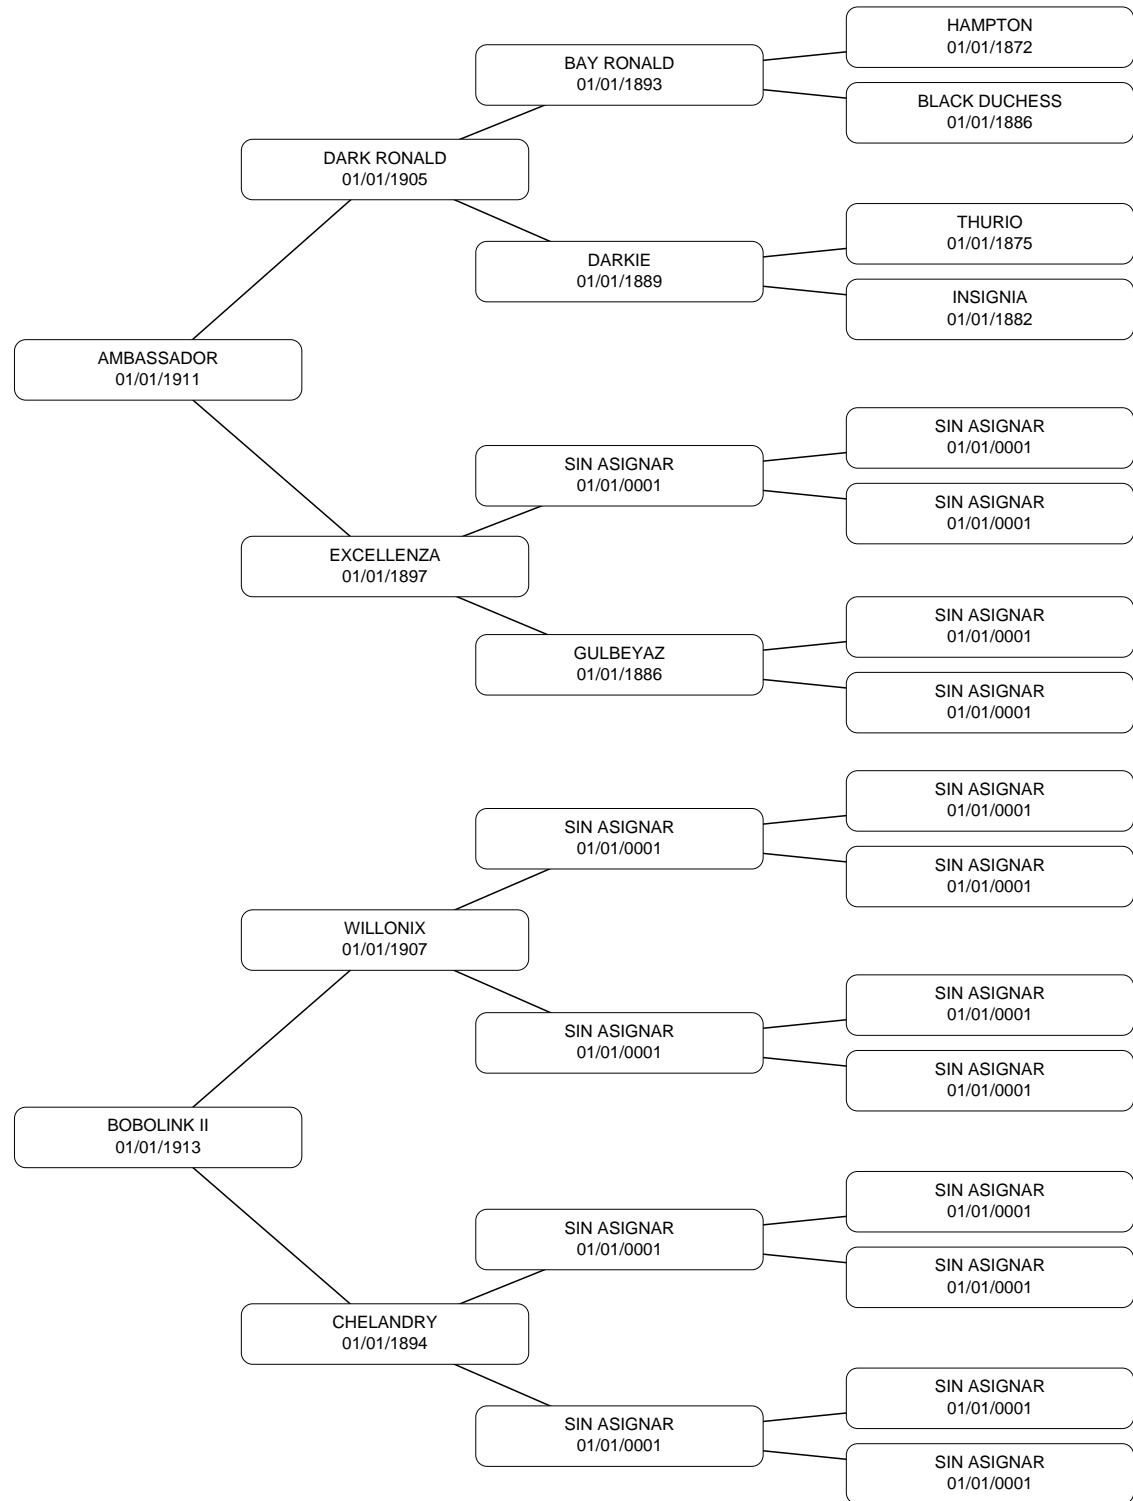 HAMPTON
01/01/1872
BAY RONALD
01/01/1893
BLACK DUCHESS
01/01/1886
DARK RONALD
01/01/1905
THURIO
01/01/1875
DARKIE
01/01/1889
INSIGNIA
01/01/1882
AMBASSADOR
01/01/1911
SIN ASIGNAR
01/01/0001
SIN ASIGNAR
01/01/0001
SIN ASIGNAR
01/01/0001
EXCELLENZA
01/01/1897
SIN ASIGNAR
01/01/0001
GULBEYAZ
01/01/1886
SIN ASIGNAR
01/01/0001
SIN ASIGNAR
01/01/0001
SIN ASIGNAR
01/01/0001
SIN ASIGNAR
01/01/0001
WILLONIX
01/01/1907
SIN ASIGNAR
01/01/0001
SIN ASIGNAR
01/01/0001
SIN ASIGNAR
01/01/0001
BOBOLINK II
01/01/1913
SIN ASIGNAR
01/01/0001
SIN ASIGNAR
01/01/0001
SIN ASIGNAR
01/01/0001
CHELANDRY
01/01/1894
SIN ASIGNAR
01/01/0001
SIN ASIGNAR
01/01/0001
SIN ASIGNAR
01/01/0001